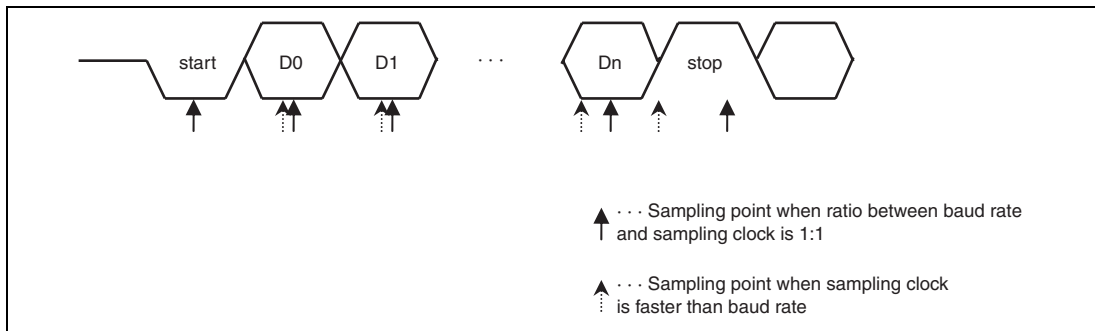 start D0 D1 · · · Dn stop
· · · Sampling point when ratio between baud rate
and sampling clock is 1:1
· · · Sampling point when sampling clock
is faster than baud rate